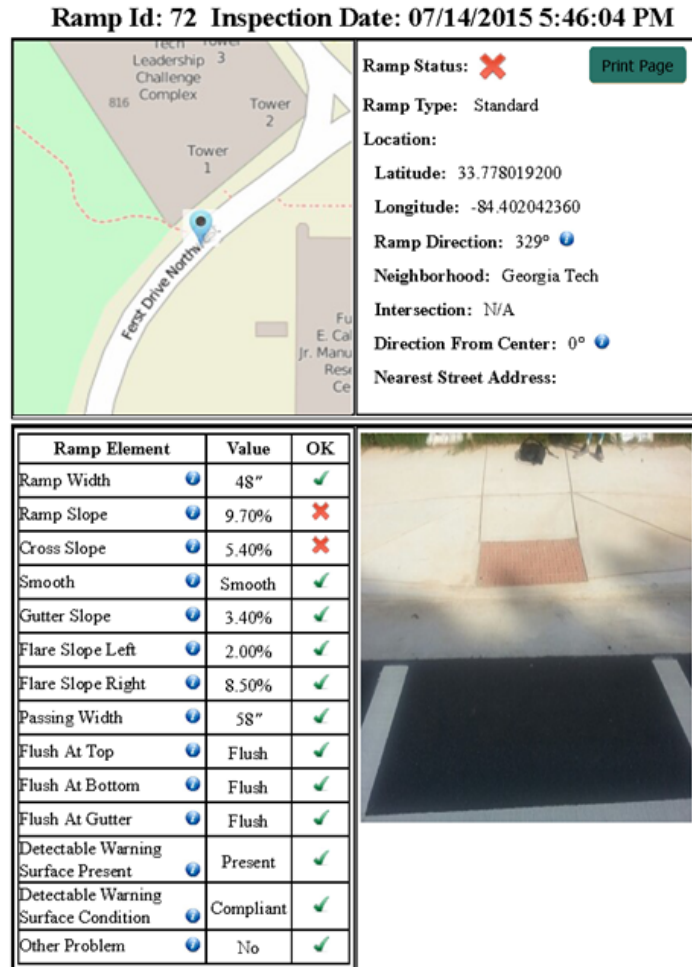 Ramp Id: 72 Inspection Date: 07/14/2015 5:46:04 PM
Tech Tower
Leadership 3
Challenge
816 Complex
Tower
2
Tower
1
Ferst Drive
E. Cal
Jr. Manu
Ramp Status:
Print Page
Ramp Type: Standard
Location:
Latitude: 33.778019200
Longitude: -84.402042360
Ramp Direction: 329°
Neighborhood: Georgia Tech
Intersection: N/A
Direction From Center: 0°
Nearest Street Address:
Ramp Element Value OK
Ramp Width 48"
Ramp Slope 9.70%
Cross Slope 5.40%
Smooth Smooth
Gutter Slope 3.40%
Flare Slope Left 2.00%
Flare Slope Right 8.50%
Passing Width 58"
Flush At Top Flush
Flush At Bottom Flush
Flush At Gutter Flush
Detectable Warning
Surface Present Present
Detectable Warning
Surface Condition Compliant
Other Problem No